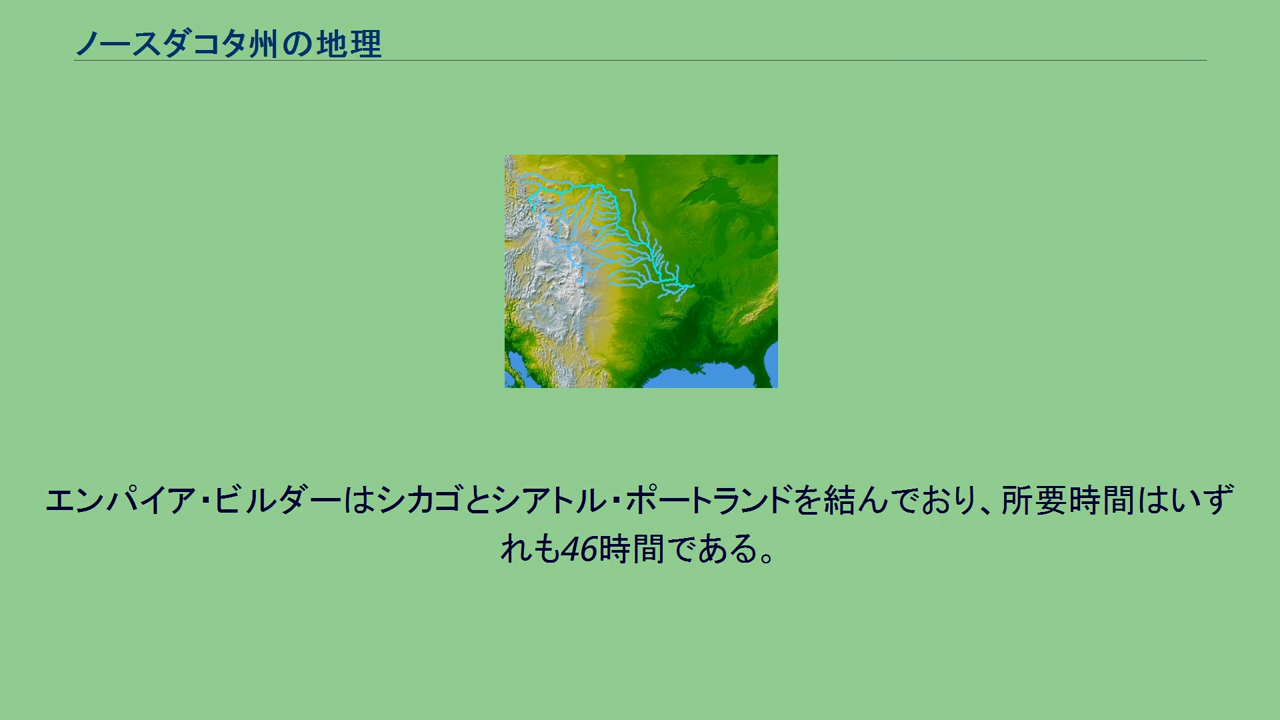 ノースダコタ州の地理
エンパイア・ビルダーはシカゴとシアトル・ポートランドを結んでおり、所要時間はいず
れも46時間である。